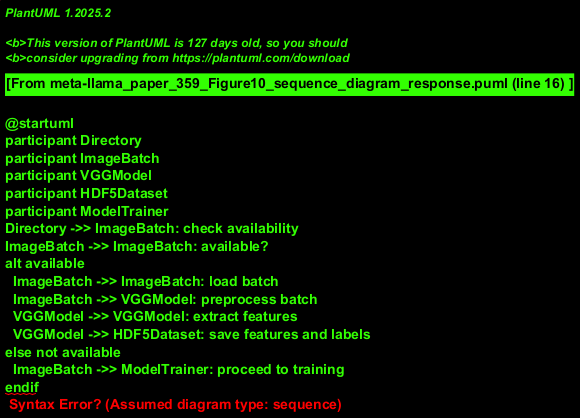 PlantUML 1.2025.2
<b>This version of PlantUML is 127 days old, so you should
<b>consider upgrading from https://plantuml.com/download
[From meta-llama_paper_359_Figure10_sequence_diagram_response.puml (line 16) ]
@startuml
participant Directory
participant ImageBatch
participant VGGModel
participant HDF5Dataset
participant ModelTrainer
Directory ->> ImageBatch: check availability
ImageBatch ->> ImageBatch: available?
alt available
  ImageBatch ->> ImageBatch: load batch
  ImageBatch ->> VGGModel: preprocess batch
  VGGModel ->> VGGModel: extract features
  VGGModel ->> HDF5Dataset: save features and labels
else not available
  ImageBatch ->> ModelTrainer: proceed to training
endif
Syntax Error? (Assumed diagram type: sequence)